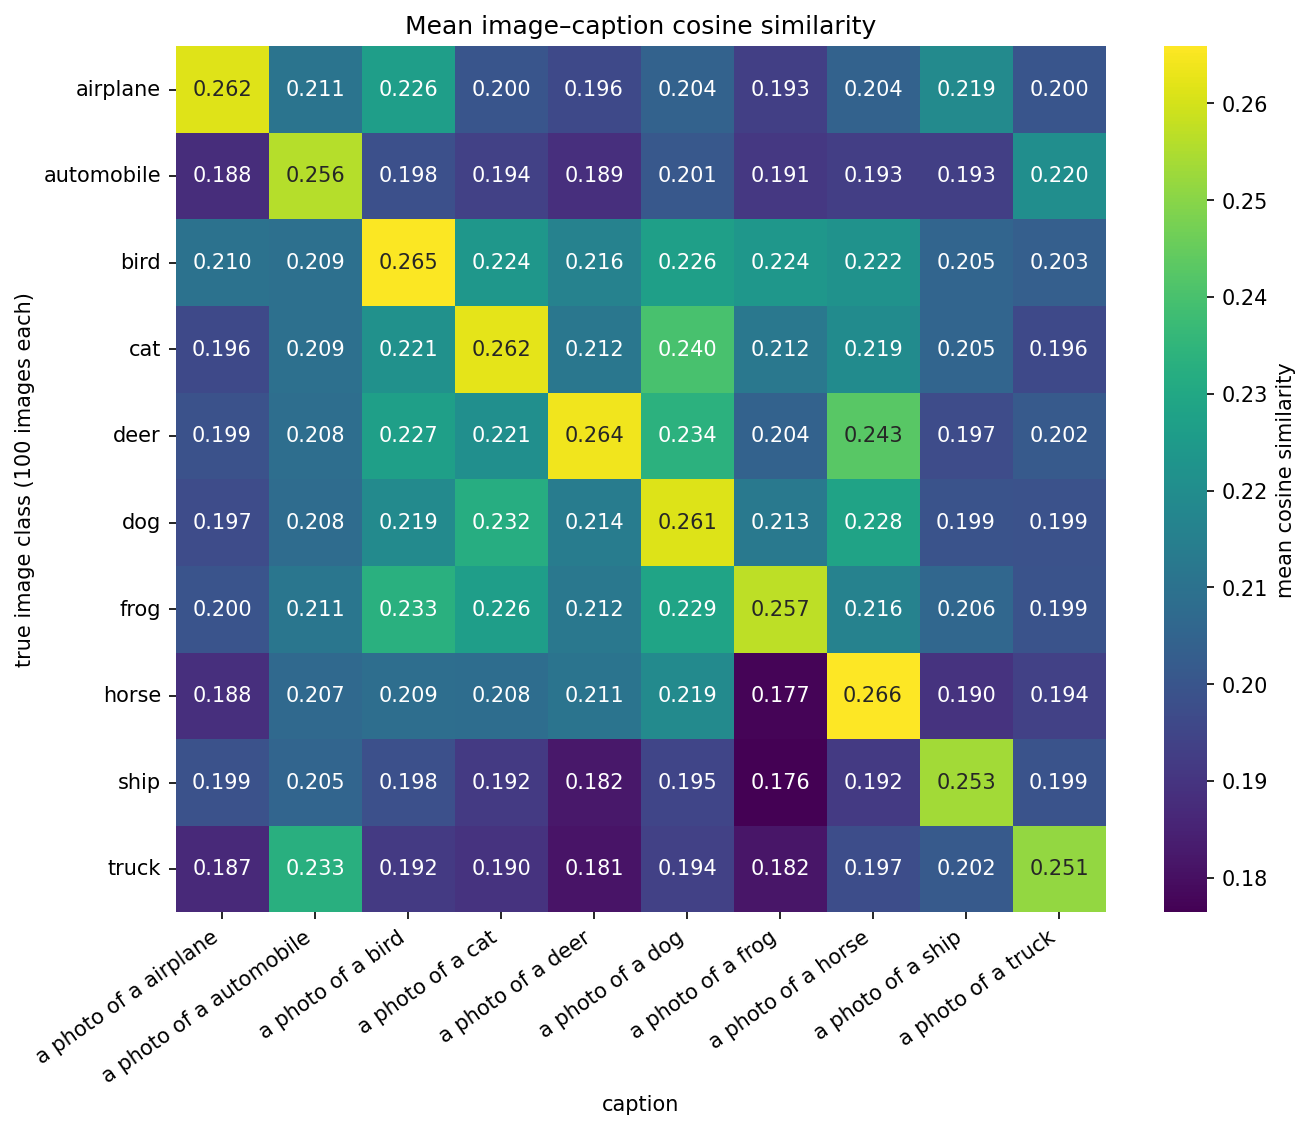 Mean image–caption cosine similarity
true image class (100 images each)
airplane 0.262 0.211 0.226 0.200 0.196 0.204 0.193 0.204 0.219 0.200
automobile 0.188 0.256 0.198 0.194 0.189 0.201 0.191 0.193 0.193 0.220
bird 0.210 0.209 0.265 0.224 0.216 0.226 0.224 0.222 0.205 0.203
cat 0.196 0.209 0.221 0.262 0.212 0.240 0.212 0.219 0.205 0.196
deer 0.199 0.208 0.227 0.221 0.264 0.234 0.204 0.243 0.197 0.202
dog 0.197 0.208 0.219 0.232 0.214 0.261 0.213 0.228 0.199 0.199
frog 0.200 0.211 0.233 0.226 0.212 0.229 0.257 0.216 0.206 0.199
horse 0.188 0.207 0.209 0.208 0.211 0.219 0.177 0.266 0.190 0.194
ship 0.199 0.205 0.198 0.192 0.182 0.195 0.176 0.192 0.253 0.199
truck 0.187 0.233 0.192 0.190 0.181 0.194 0.182 0.197 0.202 0.251
a photo of a airplane
a photo of a automobile
a photo of a bird
a photo of a cat
a photo of a deer
a photo of a dog
a photo of a frog
a photo of a horse
a photo of a ship
a photo of a truck
caption
0.26
0.25
0.24
0.23
0.22
0.21
0.20
0.19
0.18
mean cosine similarity